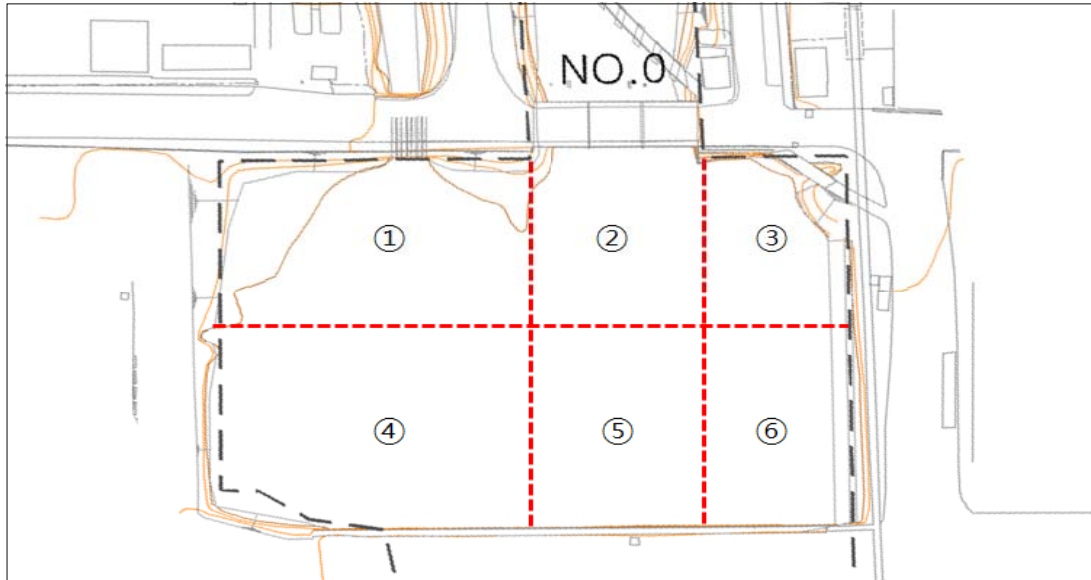 NO.0
① ② ③
④ ⑤ ⑥